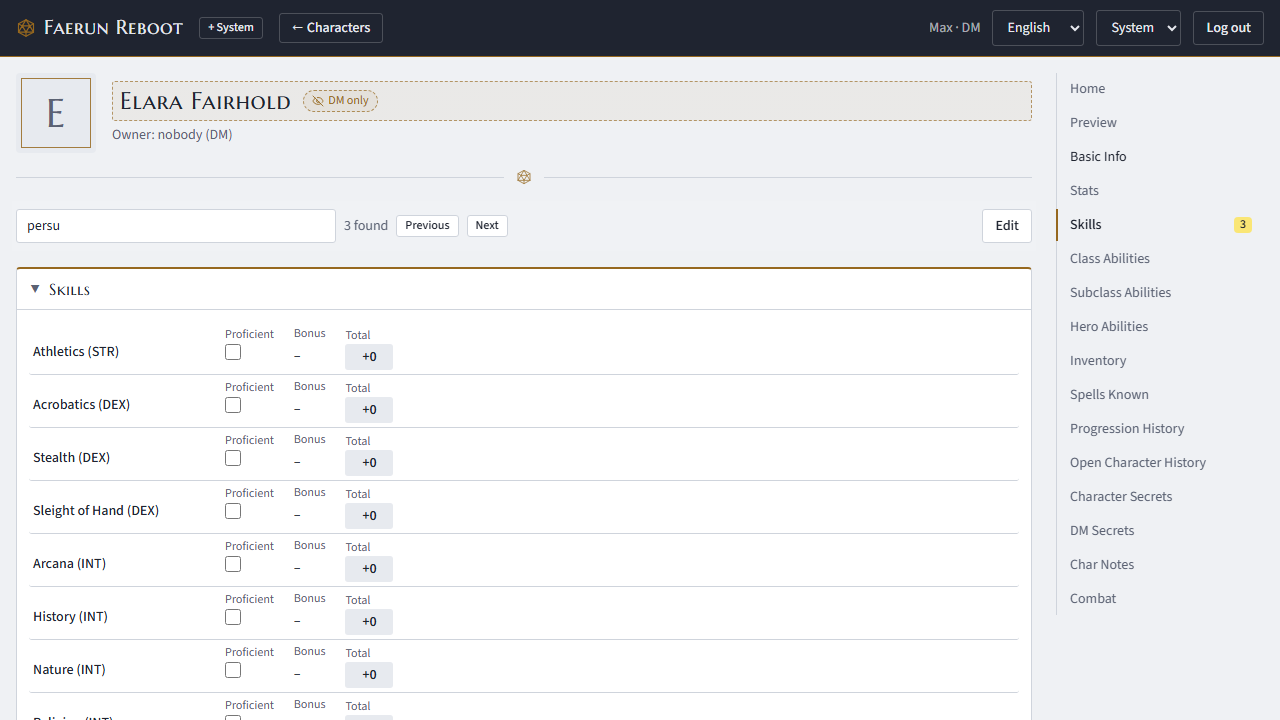 Faerun Reboot
+ System
← Characters
Max · DM
English
System
Log out
E
Elara Fairhold
DM only
Owner: nobody (DM)
persu
3 found
Previous
Next
Edit
Skills
Athletics (STR)
Proficient
Bonus
–
Total
+0
Acrobatics (DEX)
Proficient
Bonus
–
Total
+0
Stealth (DEX)
Proficient
Bonus
–
Total
+0
Sleight of Hand (DEX)
Proficient
Bonus
–
Total
+0
Arcana (INT)
Proficient
Bonus
–
Total
+0
History (INT)
Proficient
Bonus
–
Total
+0
Nature (INT)
Proficient
Bonus
–
Total
+0
Proficient
Bonus
Total
Home
Preview
Basic Info
Stats
Skills
3
Class Abilities
Subclass Abilities
Hero Abilities
Inventory
Spells Known
Progression History
Open Character History
Character Secrets
DM Secrets
Char Notes
Combat